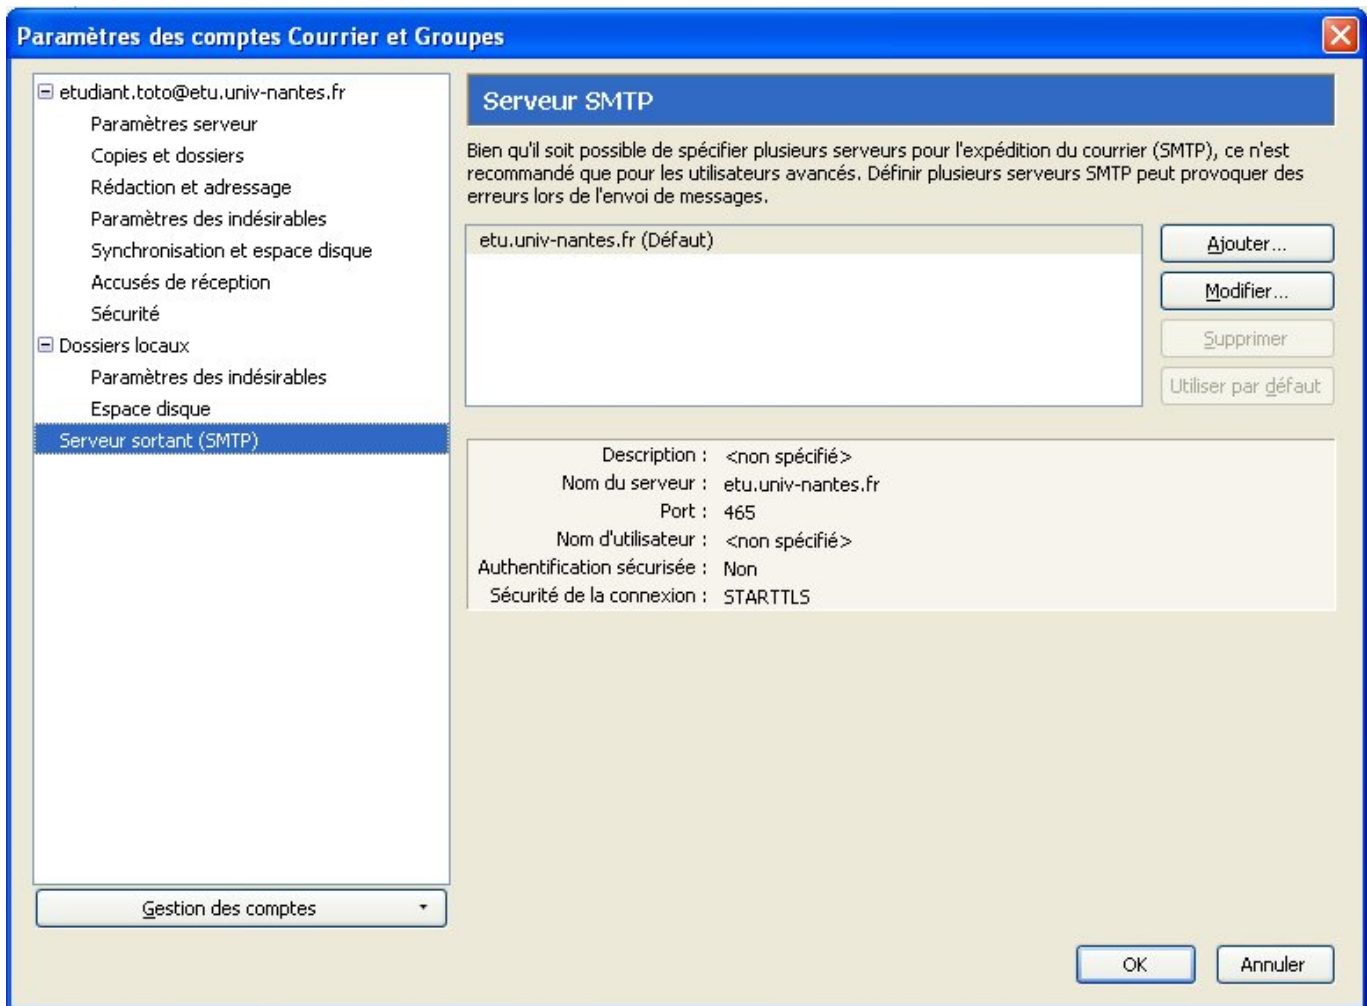 Paramètres des comptes Courrier et Groupes
etudiant.toto@etu.univ-nantes.fr
Paramètres serveur
Copies et dossiers
Rédaction et adressage
Paramètres des indésirables
Synchronisation et espace disque
Accusés de réception
Sécurité
Dossiers locaux
Paramètres des indésirables
Espace disque
Serveur sortant (SMTP)
Gestion des comptes
Serveur SMTP
Bien qu'il soit possible de spécifier plusieurs serveurs pour l'expédition du courrier (SMTP), ce n'est
recommandé que pour les utilisateurs avancés. Définir plusieurs serveurs SMTP peut provoquer des
erreurs lors de l'envoi de messages.
etu.univ-nantes.fr (Défaut)
Ajouter...
Modifier...
Supprimer
Utiliser par défaut
Description : <non spécifié>
Nom du serveur : etu.univ-nantes.fr
Port : 465
Nom d'utilisateur : <non spécifié>
Authentification sécurisée : Non
Sécurité de la connexion : STARTTLS
OK
Annuler